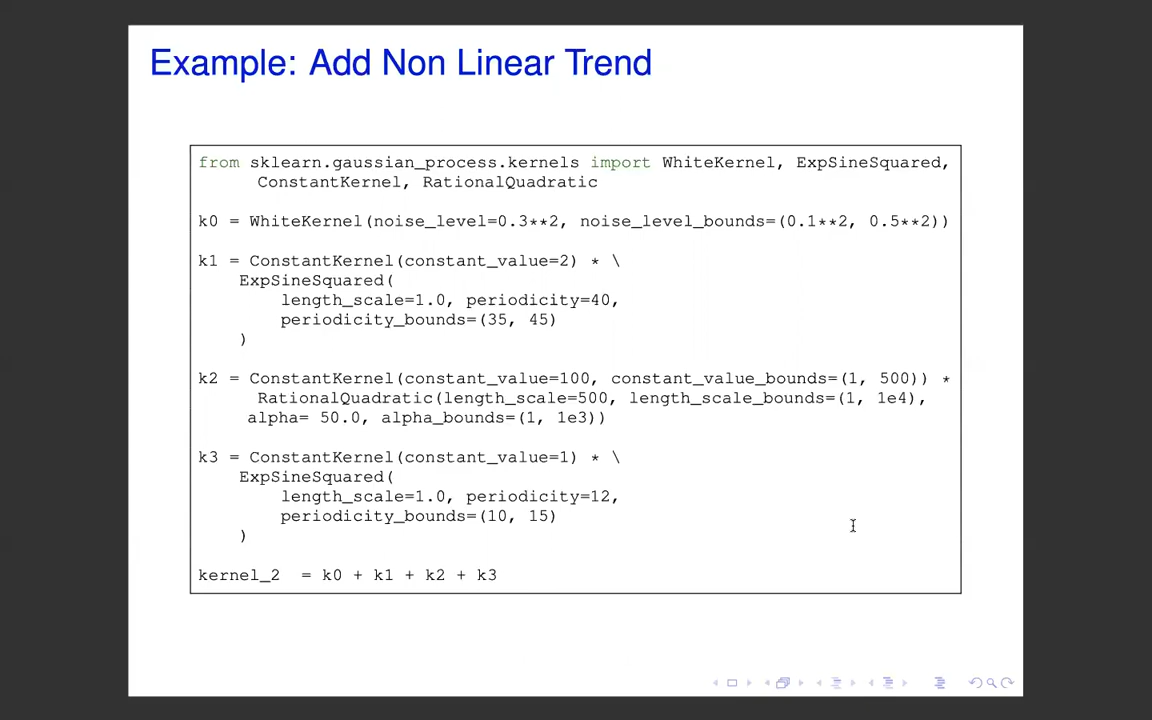 Example: Add Non Linear Trend
from sklearn.gaussian_process.kernels import WhiteKernel, ExpSineSquared,
ConstantKernel, RationalQuadratic
k0 = WhiteKernel(noise_level=0.3**2, noise_level_bounds=(0.1**2, 0.5**2))
k1 = ConstantKernel(constant_value=2) * \
ExpSineSquared(
length_scale=1.0, periodicity=40,
periodicity_bounds=(35, 45)
)
k2 = ConstantKernel(constant_value=100, constant_value_bounds=(1, 500)) *
RationalQuadratic(length_scale=500, length_scale_bounds=(1, 1e4),
alpha= 50.0, alpha_bounds=(1, 1e3))
k3 = ConstantKernel(constant_value=1) * \
ExpSineSquared(
length_scale=1.0, periodicity=12,
periodicity_bounds=(10, 15)
)
kernel_2  = k0 + k1 + k2 + k3